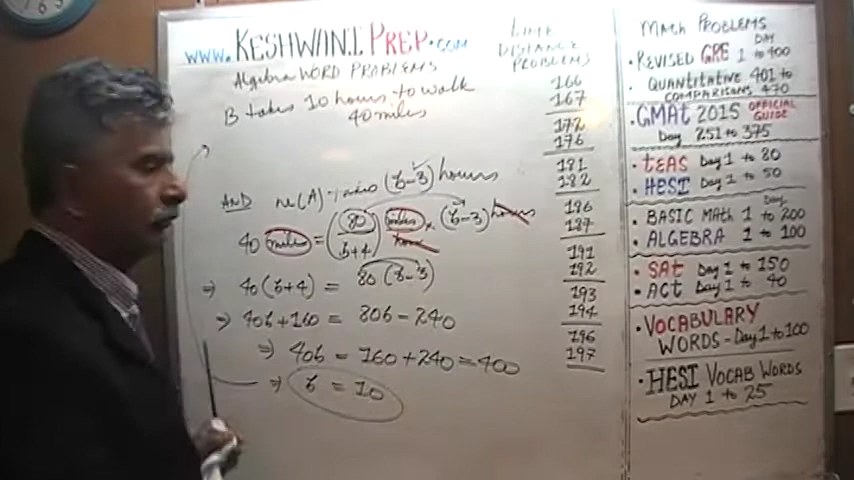 www.KESHWANIPREP.COM
Algebra WORD PROBLEMS
B takes 10 hours to walk
40 miles
AND me(A) takes (b-3) hours
40 miles = (80/b+4) miles/hour × (b-3) hours
⇒ 40(b+4) = 80(b-3)
⇒ 40b+160 = 80b-240
⇒ 40b = 160+240=400
⇒ b = 10
TIME
DISTANCE
PROBLEMS
166
167
172
176
181
182
186
187
191
192
193
194
196
197
MATH PROBLEMS
DAY
• REVISED GRE 1 to 400
• QUANTITATIVE 401 to
COMPARISONS 470
• GMAT 2015 OFFICIAL GUIDE
Day 251 to 375
• TEAS Day 1 to 80
• HESI Day 1 to 50
• BASIC MATH 1 to 200
• ALGEBRA 1 to 100
• SAT Day 1 to 150
• ACT Day 1 to 40
• VOCABULARY
WORDS - Day 1 to 100
• HESI VOCAB WORDS
DAY 1 to 25